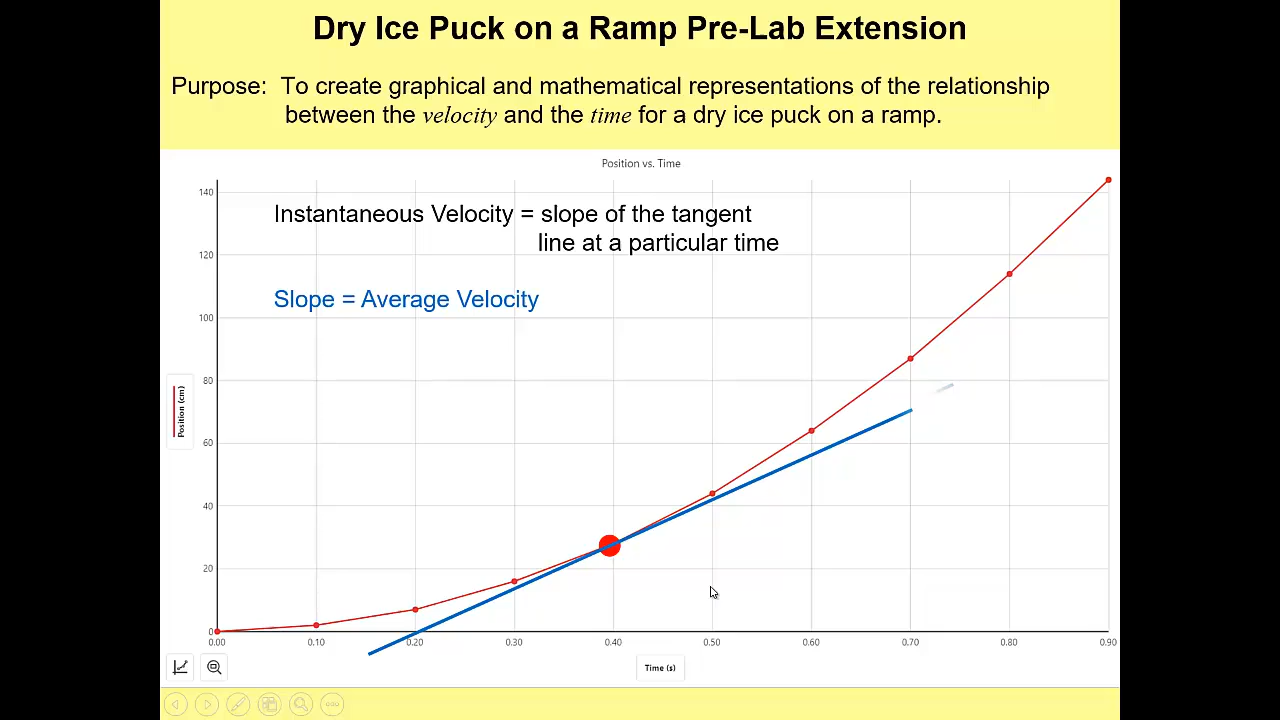 Dry Ice Puck on a Ramp Pre-Lab Extension
Purpose: To create graphical and mathematical representations of the relationship
between the velocity and the time for a dry ice puck on a ramp.
Position vs. Time
Instantaneous Velocity = slope of the tangent
line at a particular time
Slope = Average Velocity
140
120
100
80
60
40
20
0
Position (cm)
0.00 0.10 0.20 0.30 0.40 0.50 0.60 0.70 0.80 0.90
Time (s)